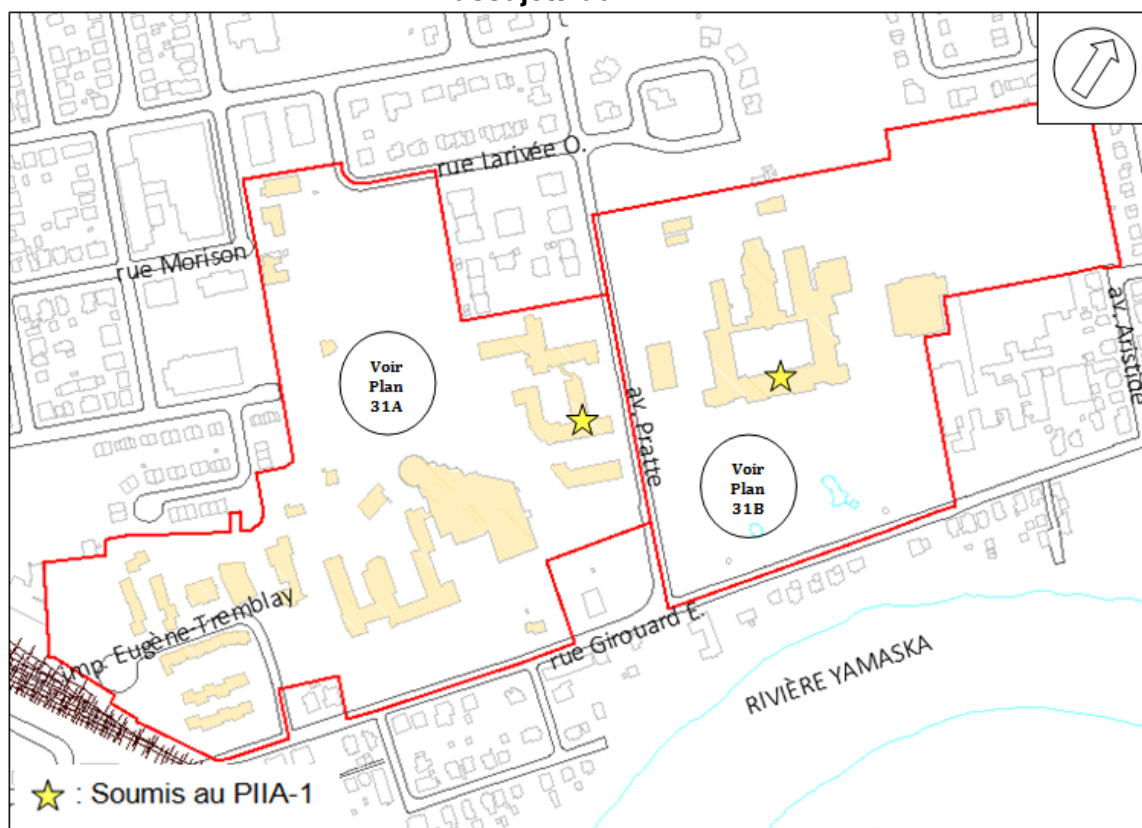 rue Larivée O.
rue Morison
Voir
Plan
31A
av. Pratte
av. Aristide
Voir
Plan
31B
imp. Eugène-Tremblay
rue Girouard E.
RIVIÈRE YAMASKA
: Soumis au PIIA-1